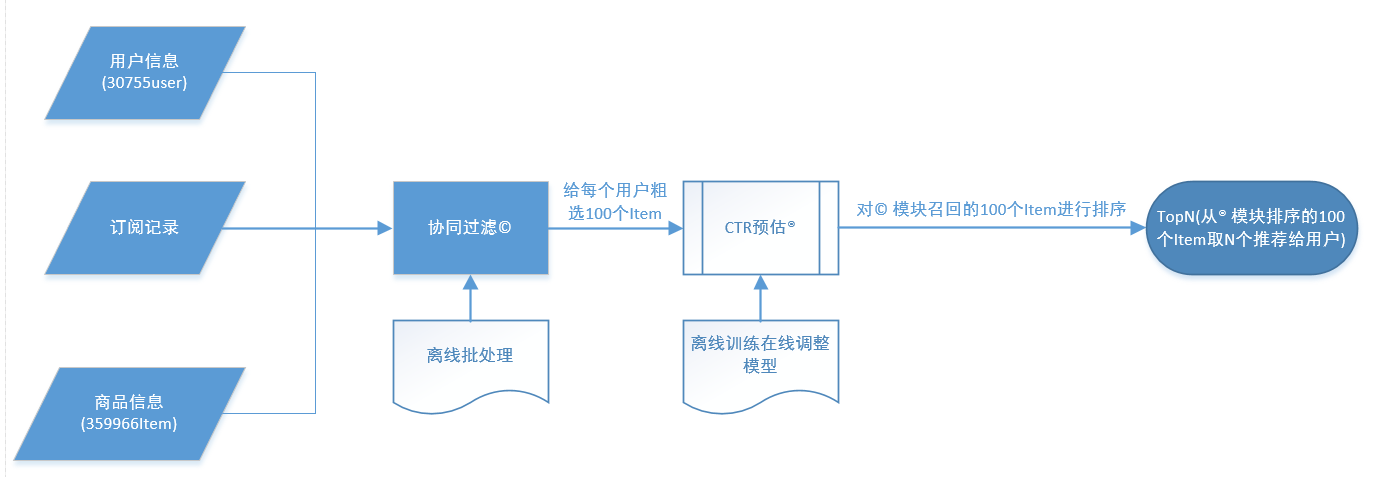 用户信息
(30755user)
订阅记录
商品信息
(359966Item)
协同过滤©
离线批处理
给每个用户粗
选100个Item
CTR预估®
离线训练在线调整
模型
对© 模块召回的100个Item进行排序
TopN(从® 模块排序的100
个Item取N个推荐给用户)